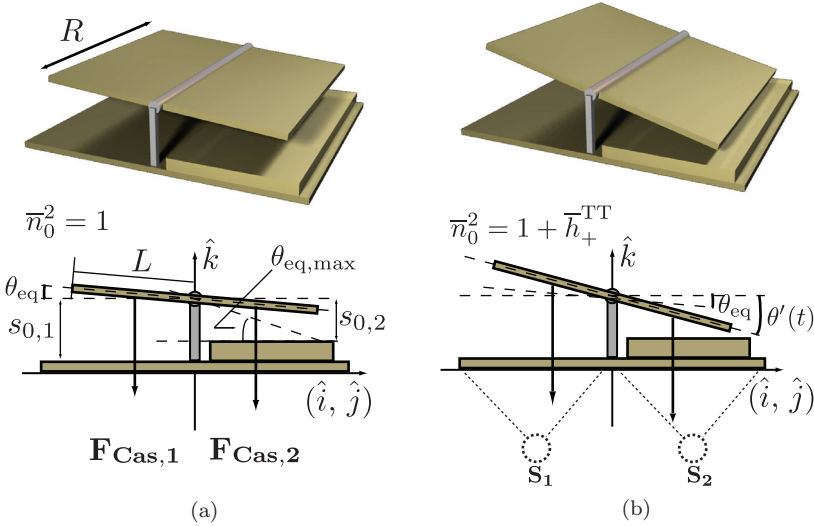 R
n̅₀² = 1
L
k̂
θ_eq,max
θ_eq
s₀,₁
s₀,₂
(î, ĵ)
F_Cas,1
F_Cas,2
(a)
n̅₀² = 1 + h̅₊^TT
k̂
θ_eq
θ′(t)
(î, ĵ)
S₁
S₂
(b)